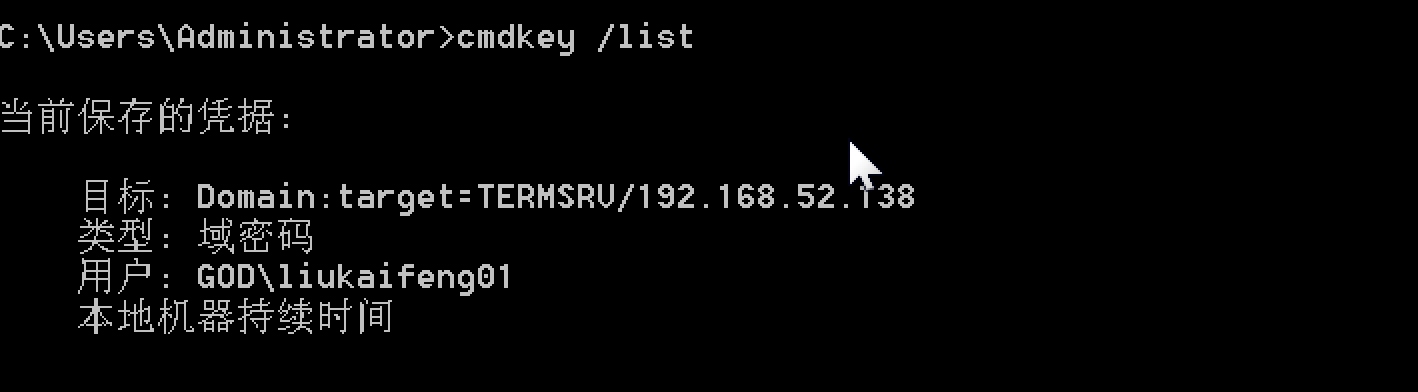 C:\Users\Administrator>cmdkey /list
当前保存的凭据:
目标: Domain:target=TERMSRV/192.168.52.138
类型: 域密码
用户: GOD\liukaifeng01
本地机器持续时间